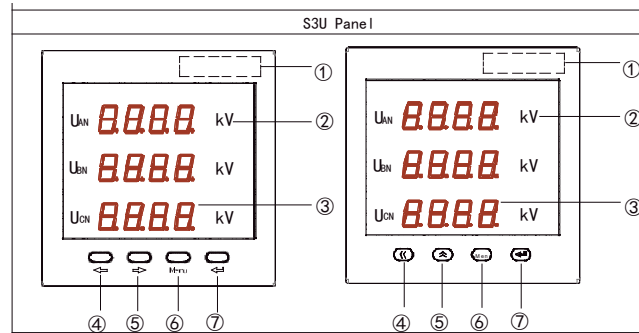 S3U Panel
① ①
UAN 8.8.8.8. kV ② UAN 8.8.8.8. kV ②
UBN 8.8.8.8. kV UBN 8.8.8.8. kV
UCN 8.8.8.8. kV ③ UCN 8.8.8.8. kV ③
Menu Menu
④ ⑤ ⑥ ⑦ ④ ⑤ ⑥ ⑦